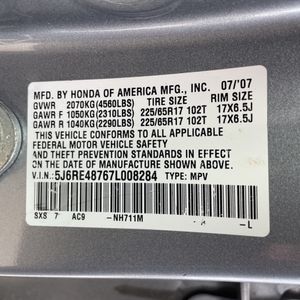 MFD. BY HONDA OF AMERICA MFG., INC. 07/'07
GVWR 2070KG(4560LBS) TIRE SIZE RIM SIZE
GAWR F 1050KG(2310LBS) 225/65R17 102T 17X6.5J
GAWR R 1040KG(2290LBS) 225/65R17 102T 17X6.5J
THIS VEHICLE CONFORMS TO ALL APPLICABLE
FEDERAL MOTOR VEHICLE SAFETY
AND THEFT PREVENTION STANDARDS IN EFFECT ON
THE DATE OF MANUFACTURE SHOWN ABOVE.
V.I.N.: 5J6RE48767L008284 TYPE: MPV
SXS 7 AC9 -NH711M -L